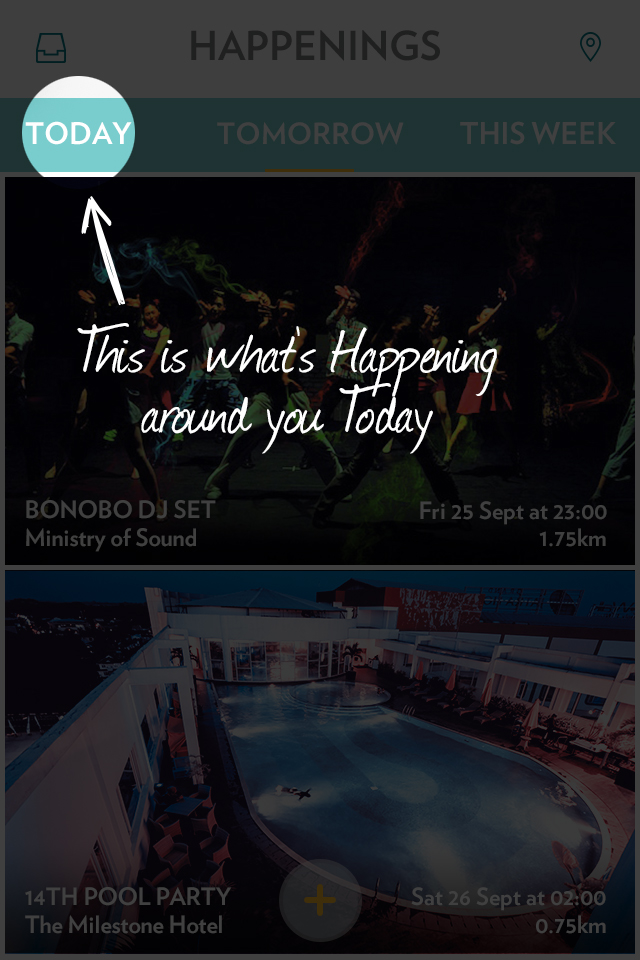 HAPPENINGS
TODAY TOMORROW THIS WEEK
This is what's Happening
around you Today
BONOBO DJ SET Fri 25 Sept at 23:00
Ministry of Sound 1.75km
14TH POOL PARTY Sat 26 Sept at 02:00
The Milestone Hotel 0.75km